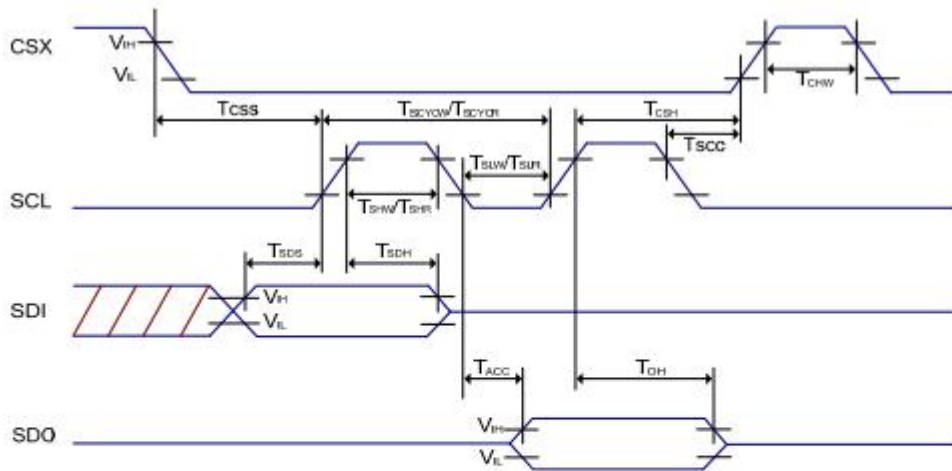 CSX
VIH
VIL
TCHW
TCSS
TSCYCW/TSCYCR
TCSH
TSCC
SCL
TSLW/TSLR
TSHW/TSHR
TSDS
TSDH
SDI
VIH
VIL
TACC
TOH
SDO
VIH
VIL